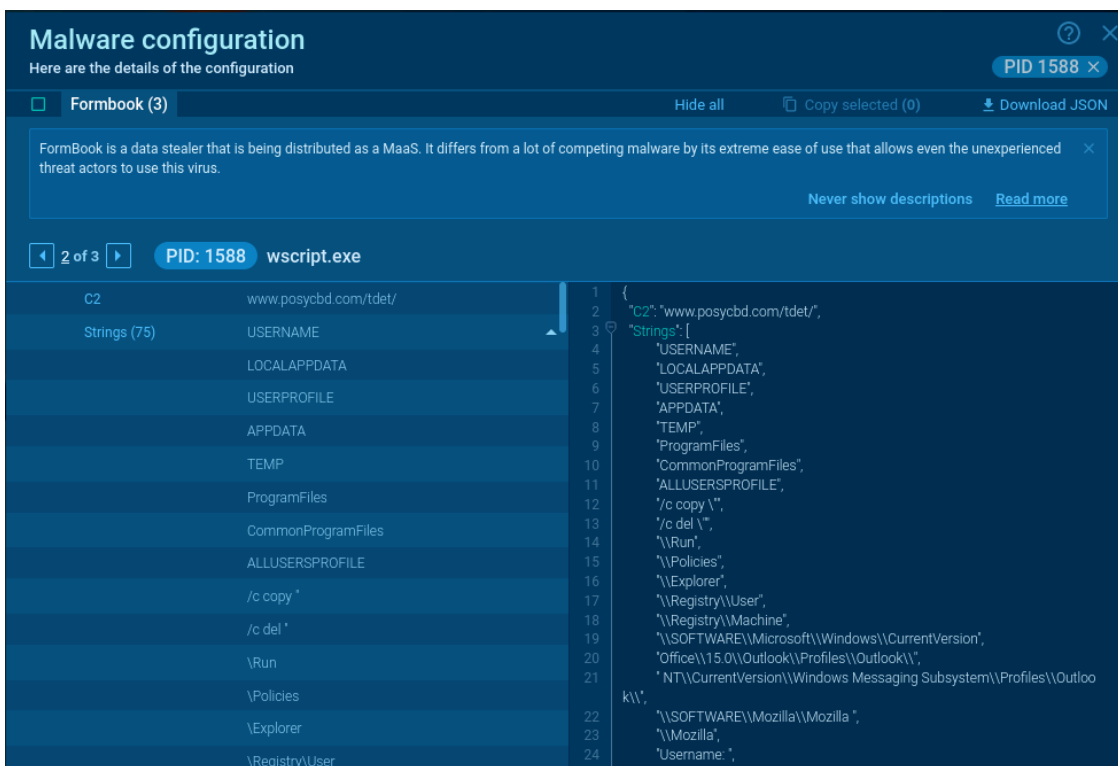 Malware configuration
Here are the details of the configuration
PID 1588 ×
Formbook (3)
Hide all
Copy selected (0)
Download JSON
FormBook is a data stealer that is being distributed as a MaaS. It differs from a lot of competing malware by its extreme ease of use that allows even the unexperienced
threat actors to use this virus.
Never show descriptions
Read more
2 of 3
PID: 1588
wscript.exe
C2 www.posycbd.com/tdet/
Strings (75) USERNAME
LOCALAPPDATA
USERPROFILE
APPDATA
TEMP
ProgramFiles
CommonProgramFiles
ALLUSERSPROFILE
/c copy "
/c del "
\Run
\Policies
\Explorer
\Registry\User
1 {
2 "C2": "www.posycbd.com/tdet/",
3 "Strings": [
4 "USERNAME",
5 "LOCALAPPDATA",
6 "USERPROFILE",
7 "APPDATA",
8 "TEMP",
9 "ProgramFiles",
10 "CommonProgramFiles",
11 "ALLUSERSPROFILE",
12 "/c copy \"",
13 "/c del \"",
14 "\\Run",
15 "\\Policies",
16 "\\Explorer",
17 "\\Registry\\User",
18 "\\Registry\\Machine",
19 "\\SOFTWARE\\Microsoft\\Windows\\CurrentVersion",
20 "Office\\15.0\\Outlook\\Profiles\\Outlook\\",
21 " NT\\CurrentVersion\\Windows Messaging Subsystem\\Profiles\\Outloo
k\\",
22 "\\SOFTWARE\\Mozilla\\Mozilla ",
23 "\\Mozilla",
24 "Username: ",